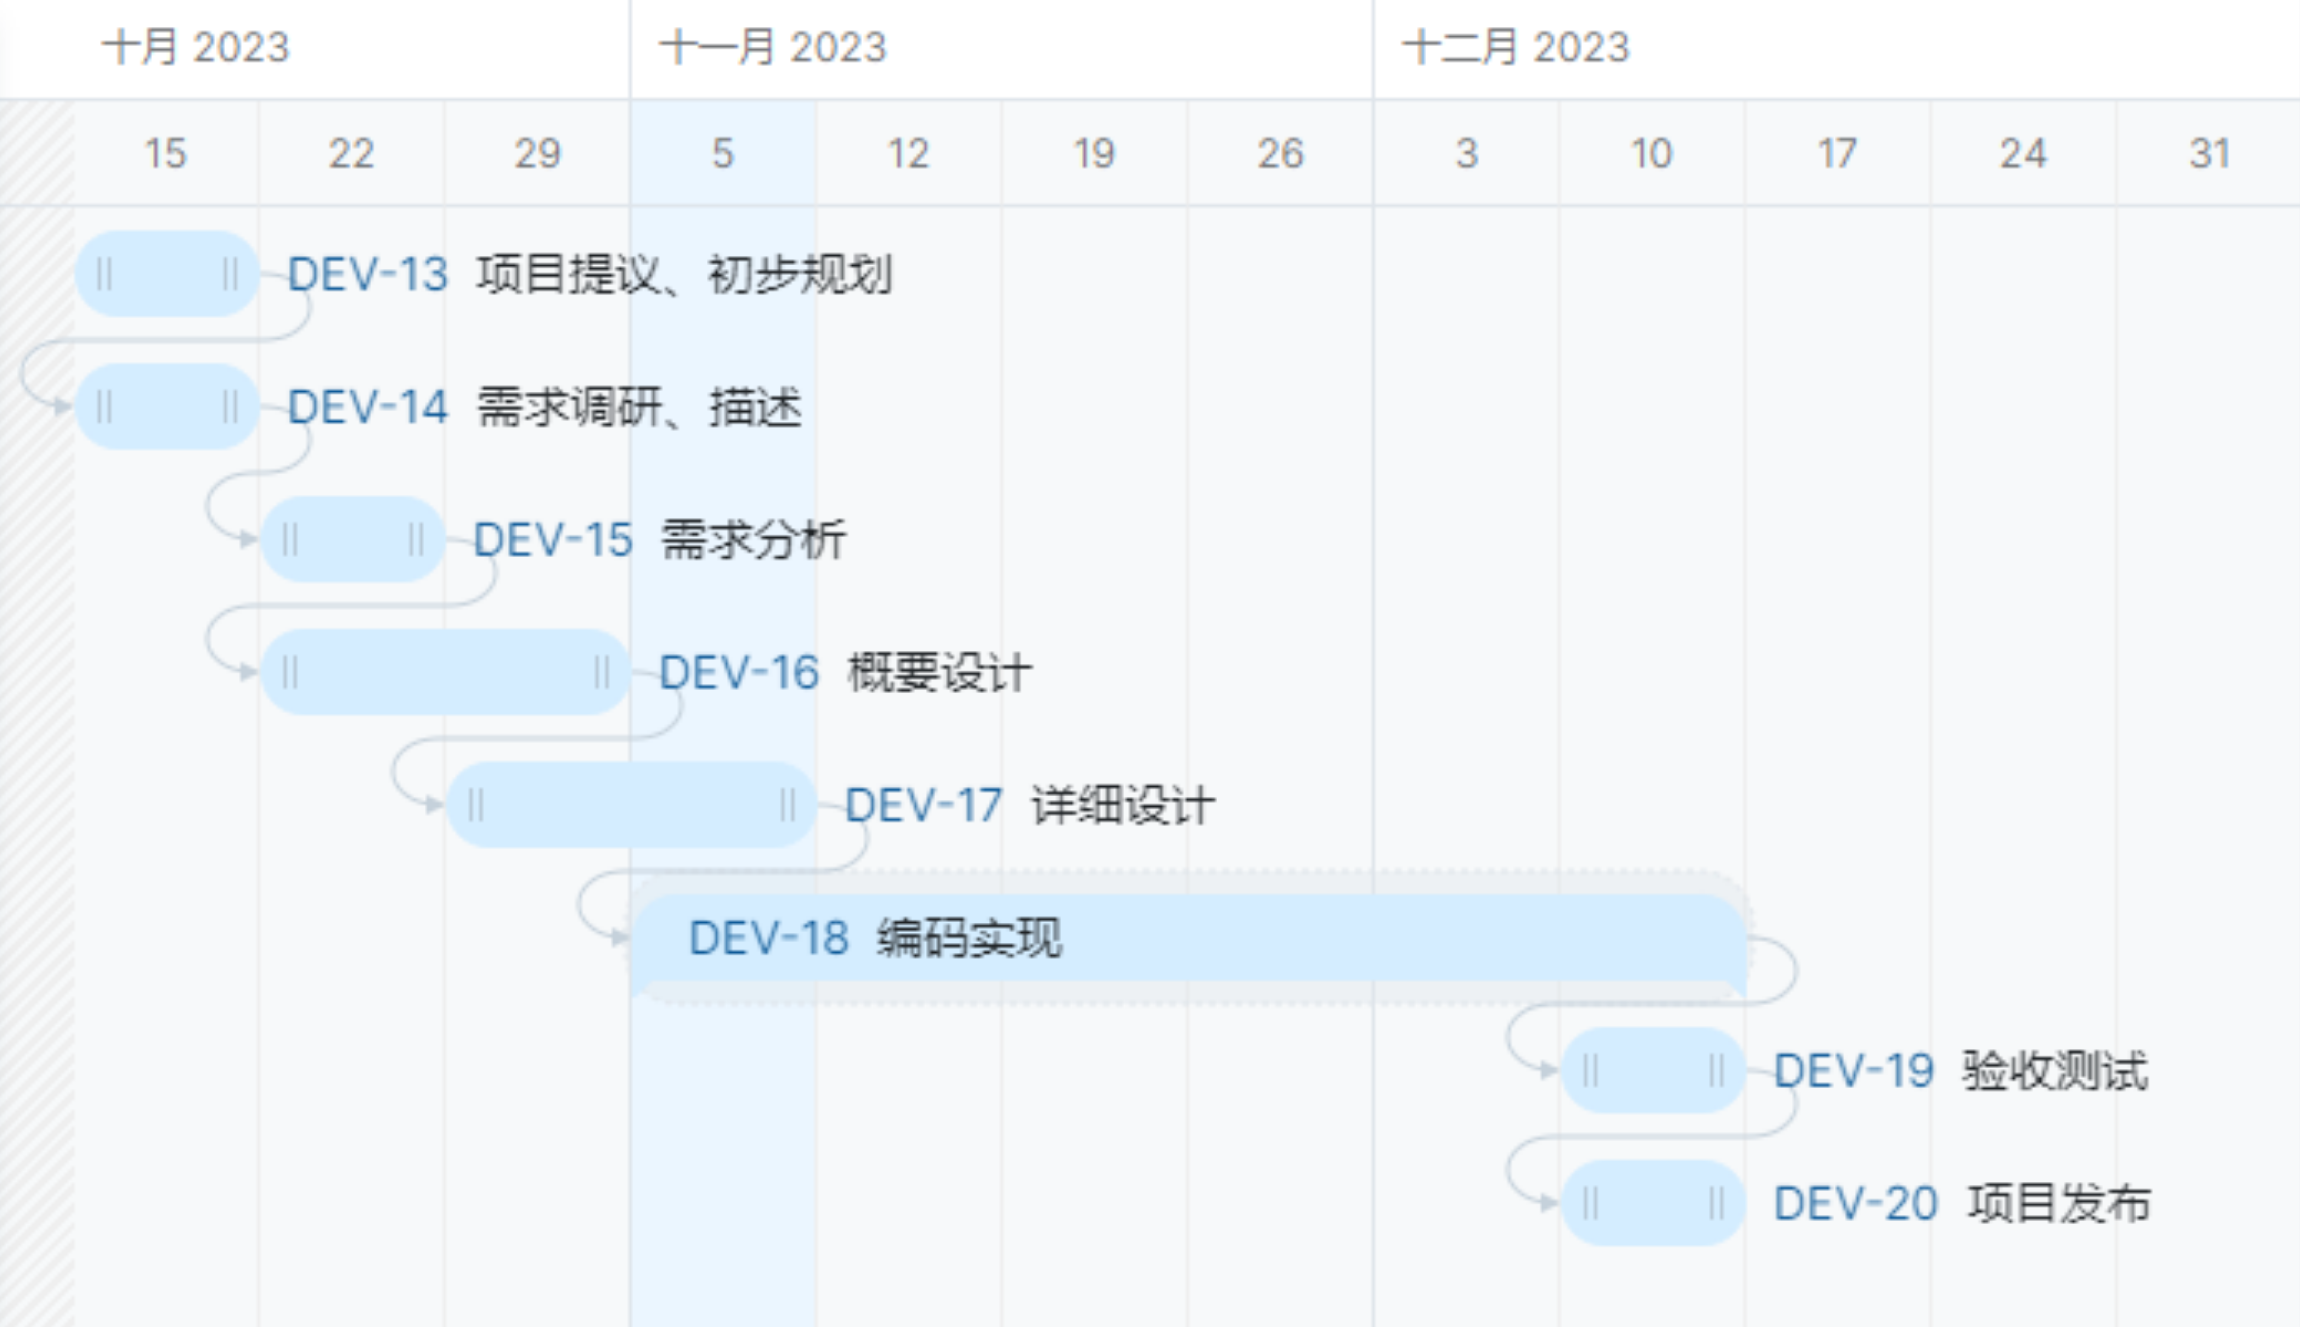 十月 2023 十一月 2023 十二月 2023
15 22 29 5 12 19 26 3 10 17 24 31
DEV-13 项目提议、初步规划
DEV-14 需求调研、描述
DEV-15 需求分析
DEV-16 概要设计
DEV-17 详细设计
DEV-18 编码实现
DEV-19 验收测试
DEV-20 项目发布